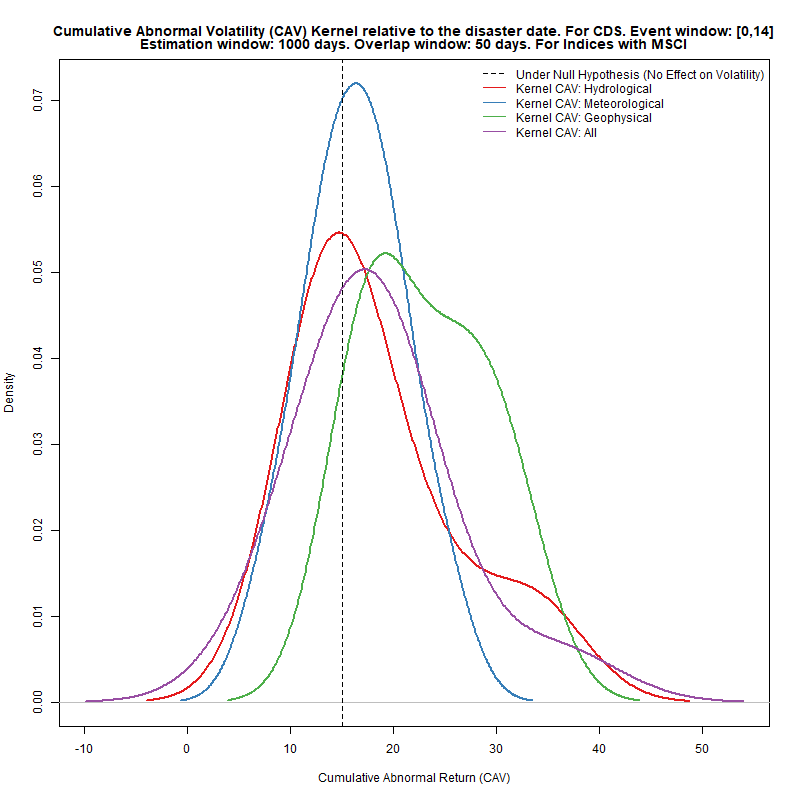 Cumulative Abnormal Volatility (CAV) Kernel relative to the disaster date. For CDS. Event window: [0,14]
Estimation window: 1000 days. Overlap window: 50 days. For Indices with MSCI
Under Null Hypothesis (No Effect on Volatility)
Kernel CAV: Hydrological
Kernel CAV: Meteorological
Kernel CAV: Geophysical
Kernel CAV: All
Density
0.07
0.06
0.05
0.04
0.03
0.02
0.01
0.00
-10 0 10 20 30 40 50
Cumulative Abnormal Return (CAV)